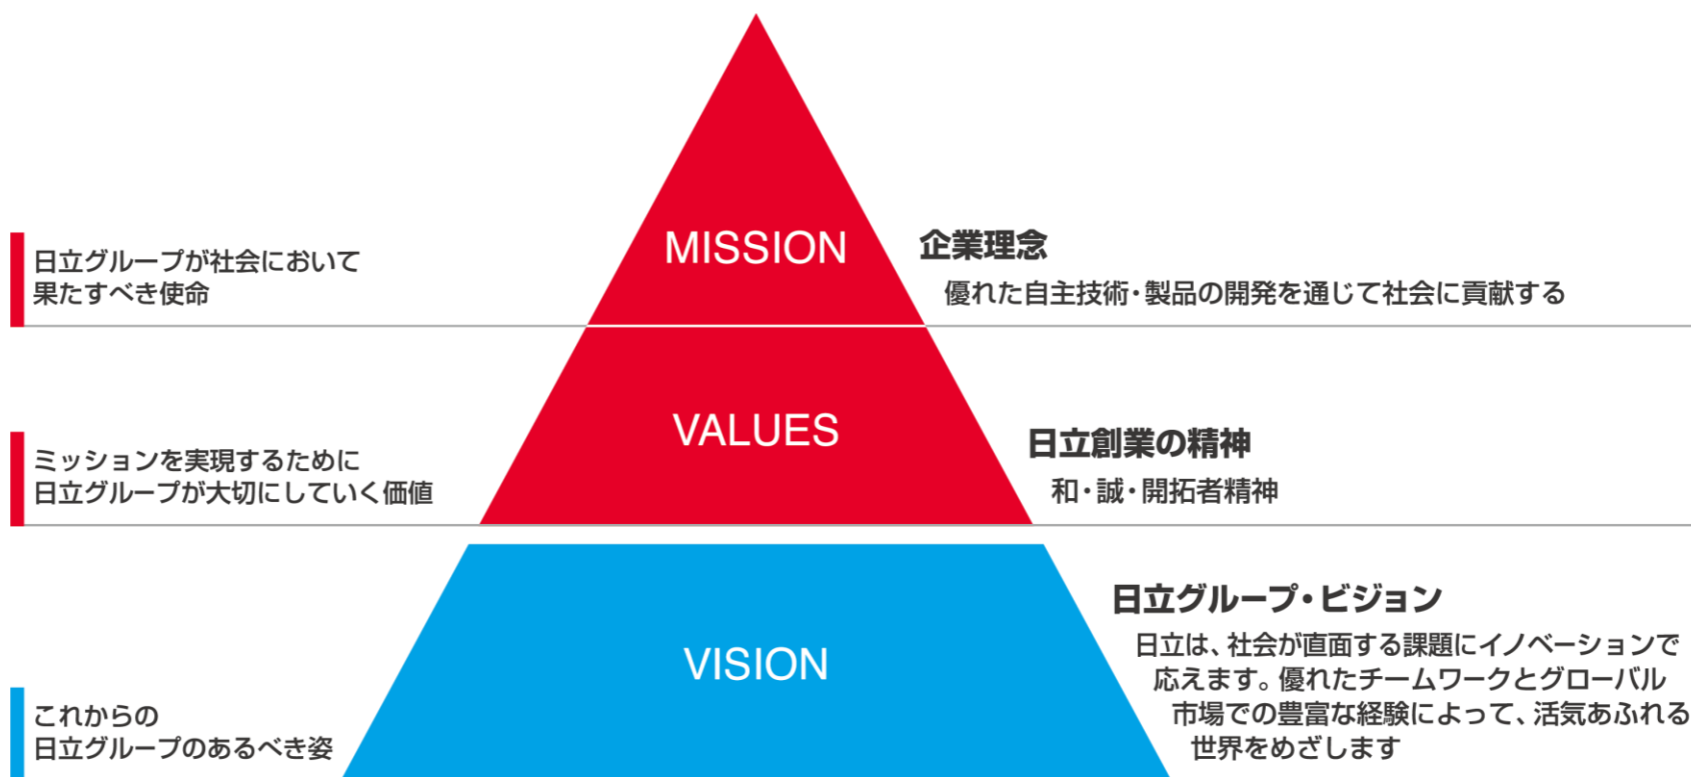 日立グループが社会において
果たすべき使命
MISSION
企業理念
優れた自主技術・製品の開発を通じて社会に貢献する
ミッションを実現するために
日立グループが大切にしていく価値
VALUES
日立創業の精神
和・誠・開拓者精神
これからの
日立グループのあるべき姿
VISION
日立グループ・ビジョン
日立は、社会が直面する課題にイノベーションで
応えます。優れたチームワークとグローバル
市場での豊富な経験によって、活気あふれる
世界をめざします